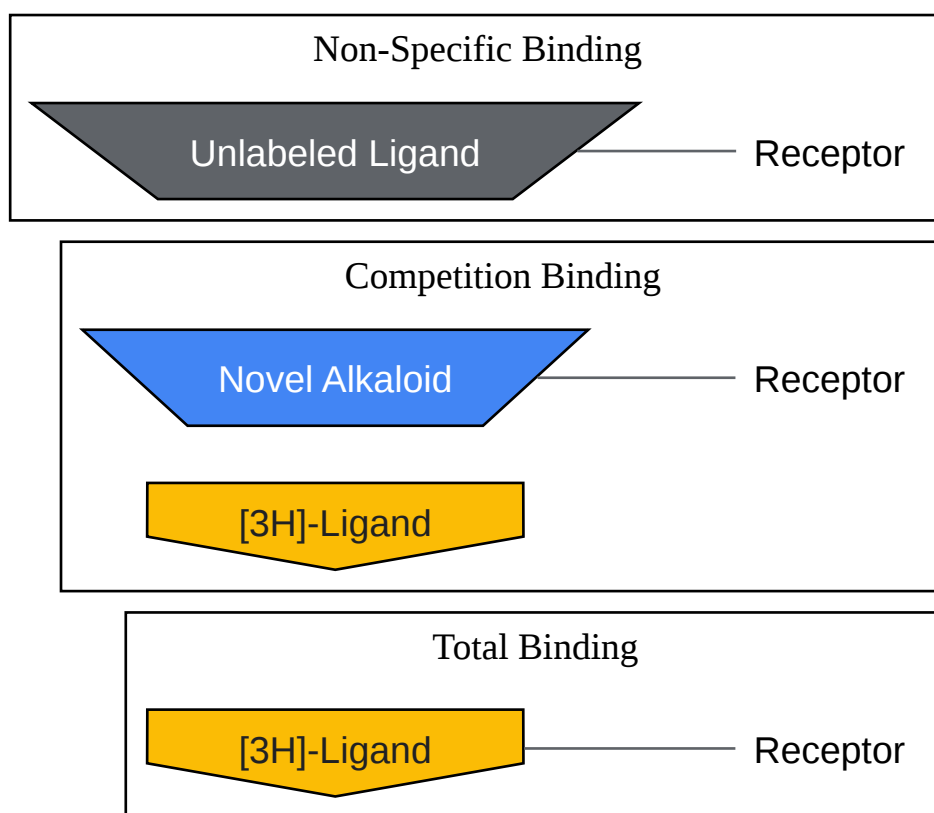 Non-Specific Binding
Unlabeled Ligand
Receptor
Competition Binding
Novel Alkaloid
Receptor
[3H]-Ligand
Total Binding
[3H]-Ligand
Receptor